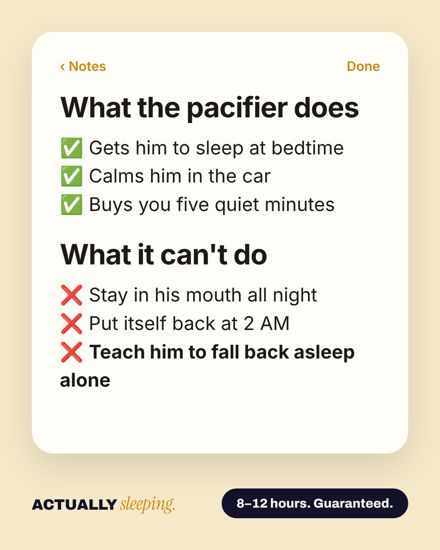 ‹ Notes Done
What the pacifier does
✅ Gets him to sleep at bedtime
✅ Calms him in the car
✅ Buys you five quiet minutes
What it can't do
❌ Stay in his mouth all night
❌ Put itself back at 2 AM
❌ Teach him to fall back asleep
alone
ACTUALLY sleeping. 8–12 hours. Guaranteed.